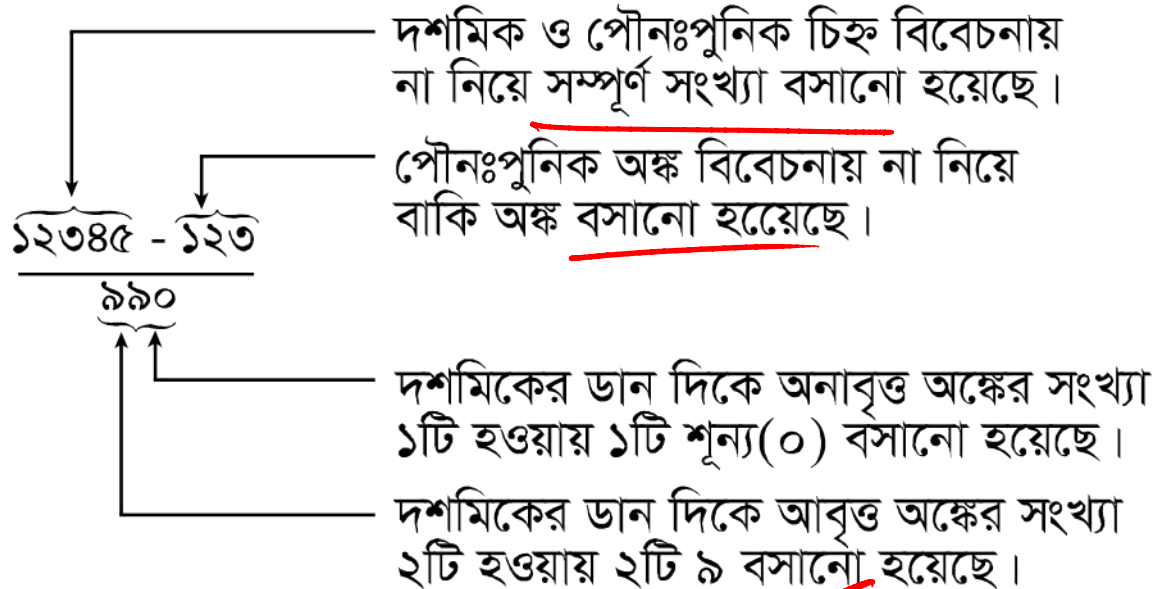 দশমিক ও পৌনঃপুনিক চিহ্ন বিবেচনায়
না নিয়ে সম্পূর্ণ সংখ্যা বসানো হয়েছে।
পৌনঃপুনিক অঙ্ক বিবেচনায় না নিয়ে
বাকি অঙ্ক বসানো হয়েেছে।
১২৩৪৫ - ১২৩
৯৯০
দশমিকের ডান দিকে অনাবৃত্ত অঙ্কের সংখ্যা
১টি হওয়ায় ১টি শূন্য(০) বসানো হয়েছে।
দশমিকের ডান দিকে আবৃত্ত অঙ্কের সংখ্যা
২টি হওয়ায় ২টি ৯ বসানো হয়েছে।